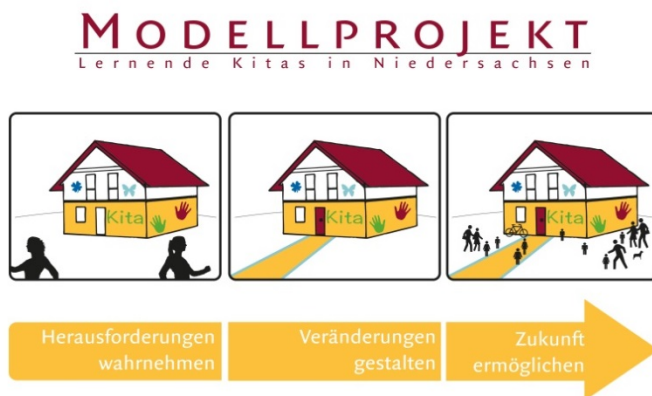 MODELLPROJEKT
Lernende Kitas in Niedersachsen
Kita
Kita
Kita
Herausforderungen
wahrnehmen
Veränderungen
gestalten
Zukunft
ermöglichen